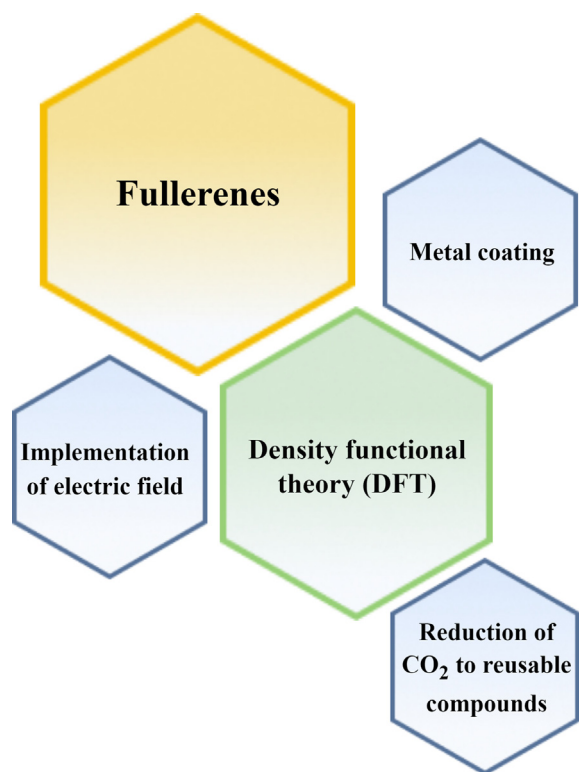 Fullerenes
Metal coating
Implementation
of electric field
Density functional
theory (DFT)
Reduction of
CO₂ to reusable
compounds